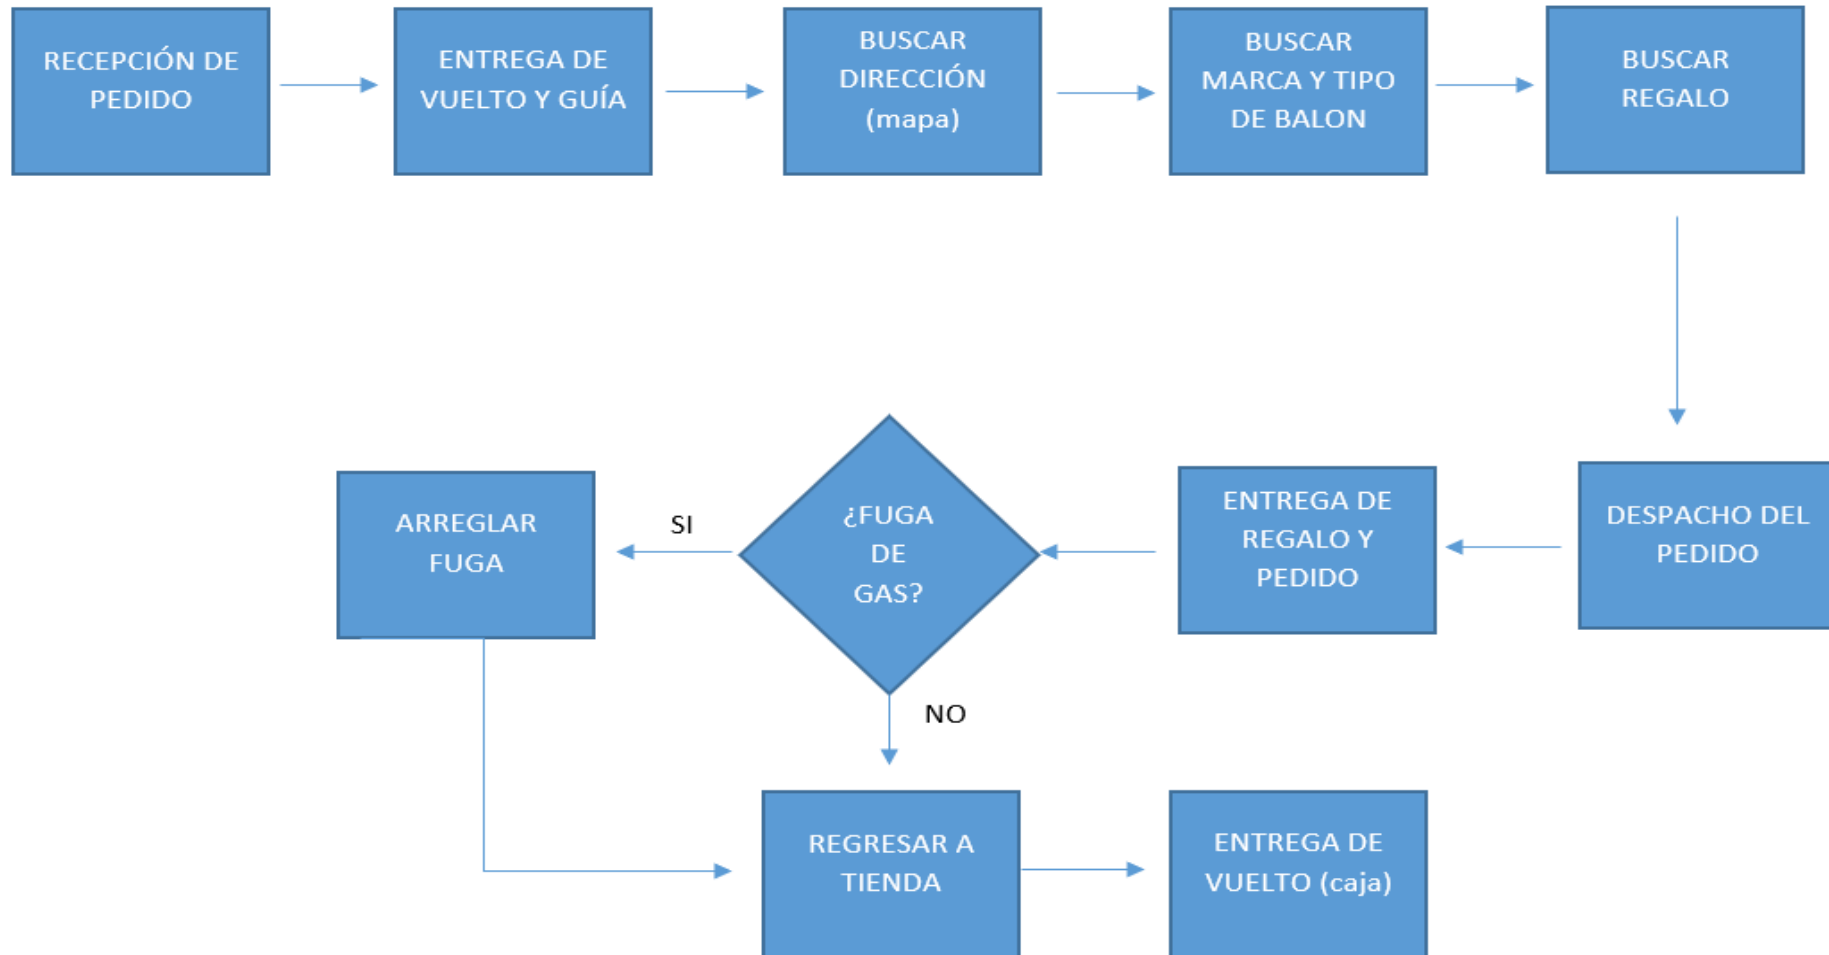 RECEPCIÓN DE
PEDIDO
ENTREGA DE
VUELTO Y GUÍA
BUSCAR
DIRECCIÓN
(mapa)
BUSCAR
MARCA Y TIPO
DE BALON
BUSCAR
REGALO
DESPACHO DEL
PEDIDO
ENTREGA DE
REGALO Y
PEDIDO
¿FUGA
DE
GAS?
SI
ARREGLAR
FUGA
NO
REGRESAR A
TIENDA
ENTREGA DE
VUELTO (caja)